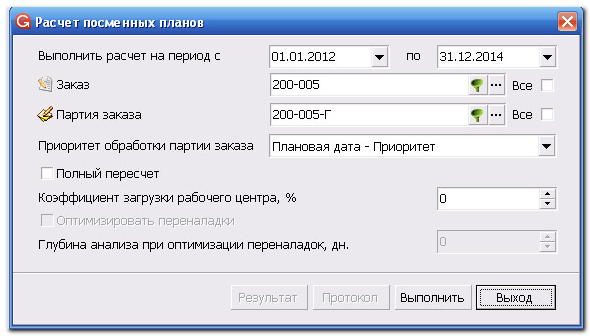 Расчет посменных планов
Выполнить расчет на период с 01.01.2012 по 31.12.2014
Заказ 200-005 ... Все
Партия заказа 200-005-Г ... Все
Приоритет обработки партии заказа Плановая дата - Приоритет
Полный пересчет
Коэффициент загрузки рабочего центра, % 0
Оптимизировать переналадки
Глубина анализа при оптимизации переналадок, дн. 0
Результат Протокол Выполнить Выход